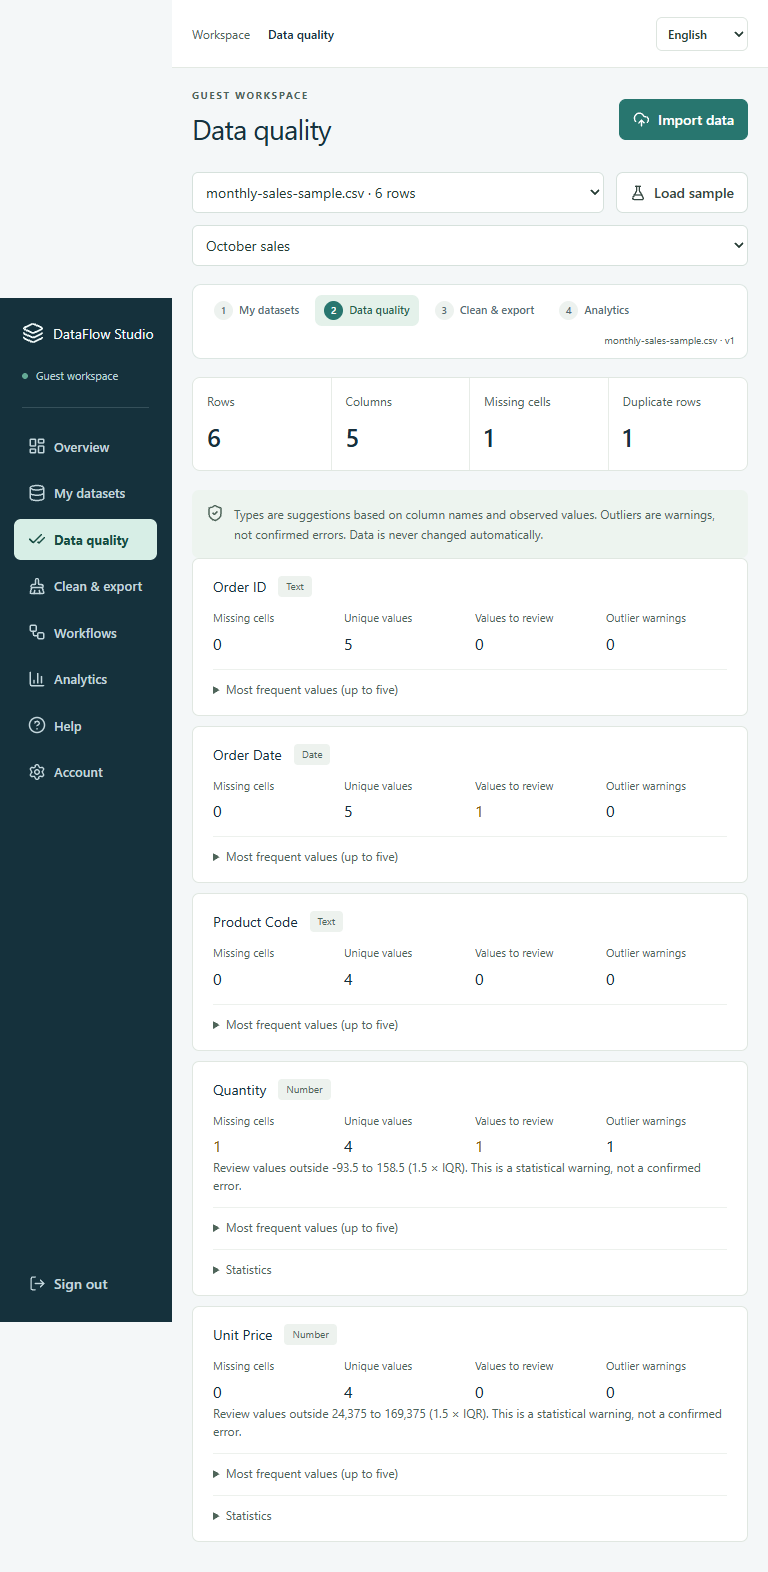 Workspace Data quality English
GUEST WORKSPACE
Data quality
Import data
monthly-sales-sample.csv · 6 rows
Load sample
October sales
1 My datasets 2 Data quality 3 Clean & export 4 Analytics
monthly-sales-sample.csv · v1
DataFlow Studio
Guest workspace
Overview
My datasets
Data quality
Clean & export
Workflows
Analytics
Help
Account
Sign out
Rows Columns Missing cells Duplicate rows
6 5 1 1
Types are suggestions based on column names and observed values. Outliers are warnings,
not confirmed errors. Data is never changed automatically.
Order ID Text
Missing cells Unique values Values to review Outlier warnings
0 5 0 0
Most frequent values (up to five)
Order Date Date
Missing cells Unique values Values to review Outlier warnings
0 5 1 0
Most frequent values (up to five)
Product Code Text
Missing cells Unique values Values to review Outlier warnings
0 4 0 0
Most frequent values (up to five)
Quantity Number
Missing cells Unique values Values to review Outlier warnings
1 4 1 1
Review values outside -93.5 to 158.5 (1.5 × IQR). This is a statistical warning, not a confirmed
error.
Most frequent values (up to five)
Statistics
Unit Price Number
Missing cells Unique values Values to review Outlier warnings
0 4 0 0
Review values outside 24,375 to 169,375 (1.5 × IQR). This is a statistical warning, not a confirmed
error.
Most frequent values (up to five)
Statistics